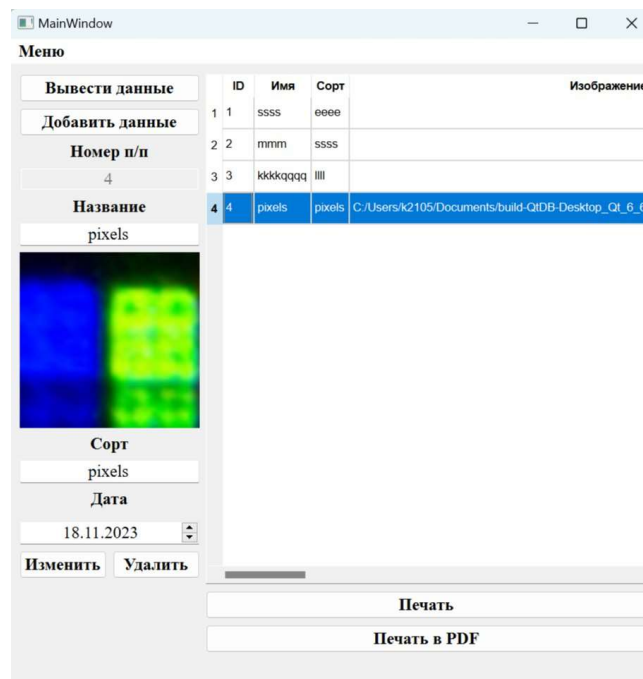 MainWindow
Меню
Вывести данные
Добавить данные
Номер п/п
4
Название
pixels
Сорт
pixels
Дата
18.11.2023
Изменить Удалить
ID Имя Сорт Изображение
1 1 ssss eeee
2 2 mmm ssss
3 3 kkkkqqqq llll
4 4 pixels pixels C:/Users/k2105/Documents/build-QtDB-Desktop_Qt_6_6
Печать
Печать в PDF